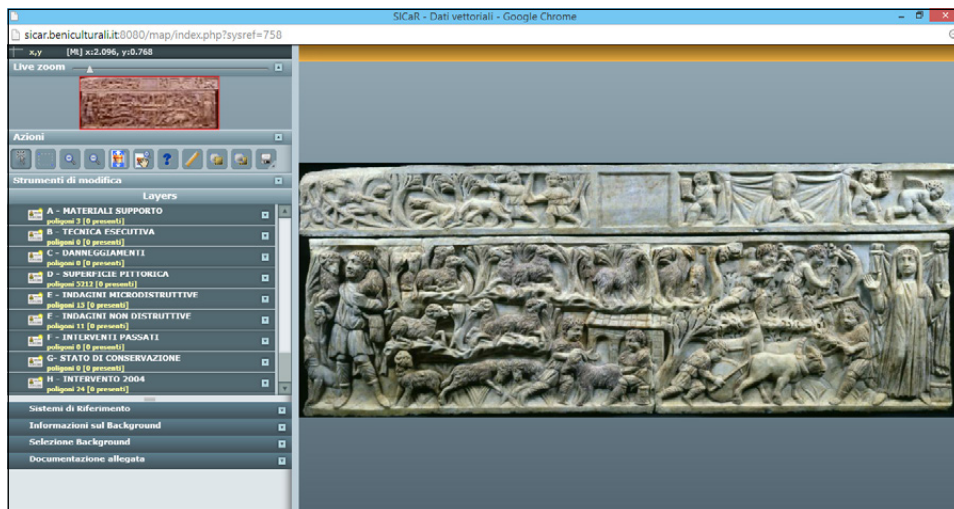 SICaR - Dati vettoriali - Google Chrome
sicar.beniculturali.it:8080/map/index.php?sysref=758
x,y [Mt] x:2.096, y:0.768
Live zoom
Azioni
Strumenti di modifica
Layers
A - MATERIALI SUPPORTO
poligoni 3 [0 presenti]
B - TECNICA ESECUTIVA
poligoni 0 [0 presenti]
C - DANNEGGIAMENTI
poligoni 0 [0 presenti]
D - SUPERFICIE PITTORICA
poligoni 5212 [0 presenti]
E - INDAGINI MICRODISTRUTTIVE
poligoni 15 [0 presenti]
E - INDAGINI NON DISTRUTTIVE
poligoni 11 [0 presenti]
F - INTERVENTI PASSATI
poligoni 0 [0 presenti]
G- STATO DI CONSERVAZIONE
poligoni 0 [0 presenti]
H - INTERVENTO 2004
poligoni 24 [0 presenti]
Sistemi di Riferimento
Informazioni sul Background
Selezione Background
Documentazione allegata